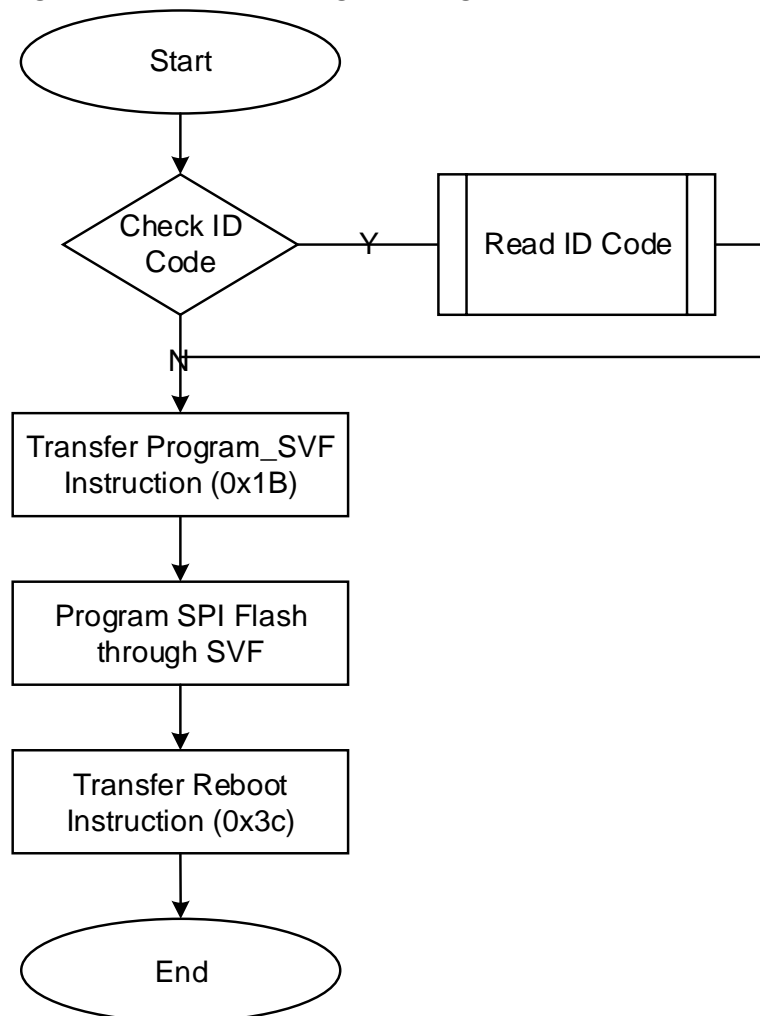 Start
Check ID
Code
Y
Read ID Code
N
Transfer Program_SVF
Instruction (0x1B)
Program SPI Flash
through SVF
Transfer Reboot
Instruction (0x3c)
End